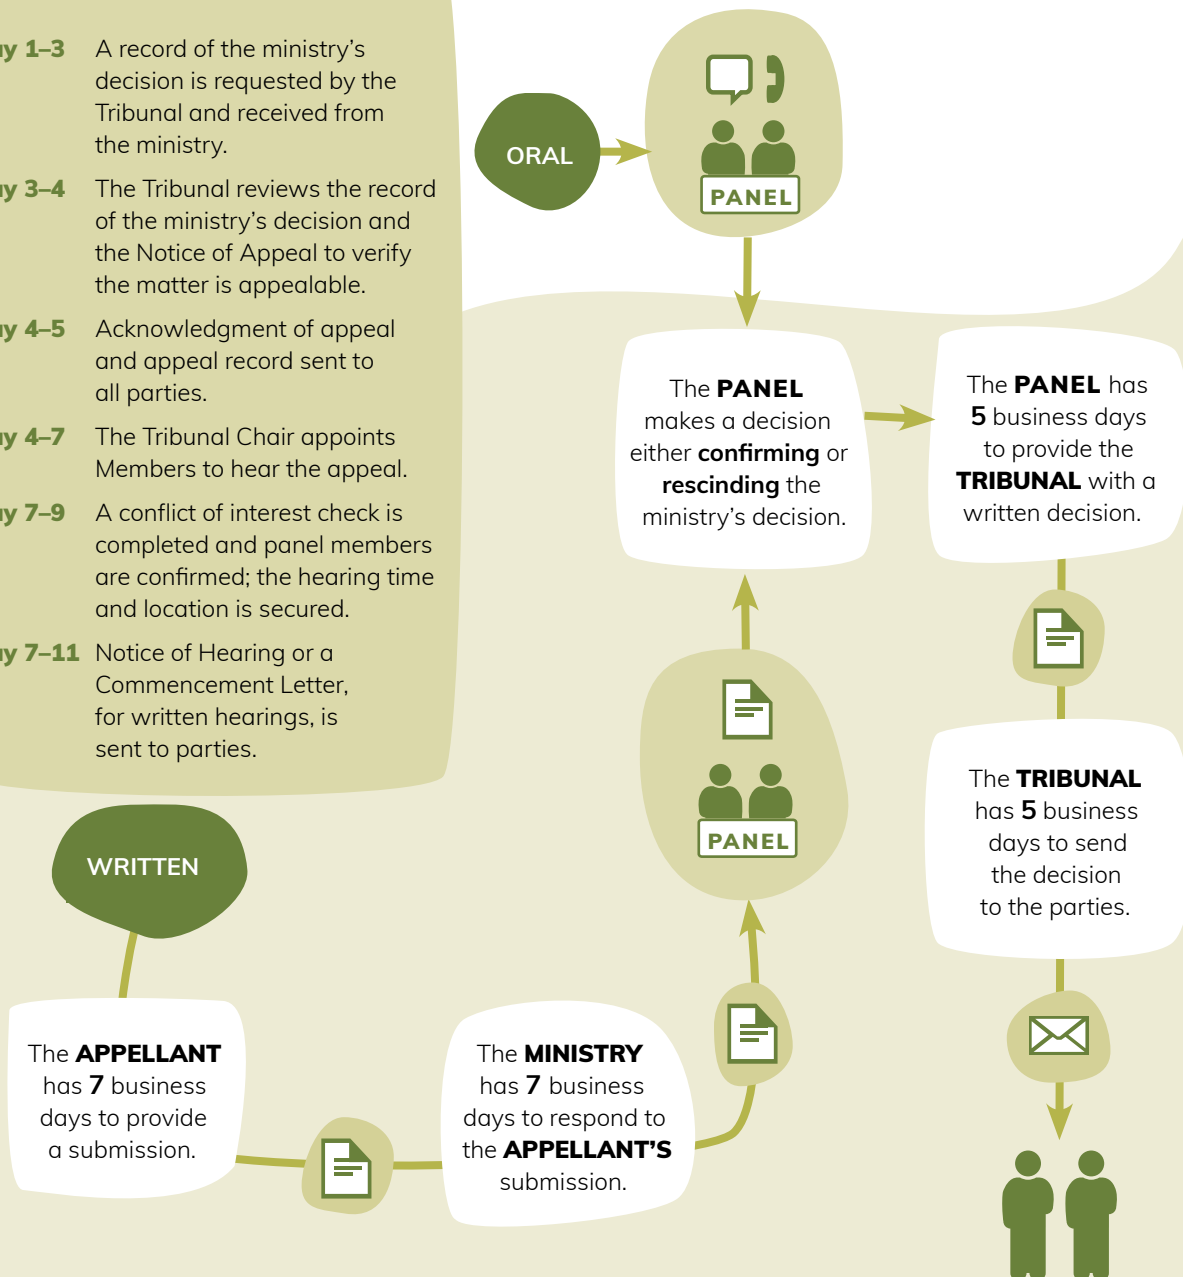 ay 1–3 A record of the ministry’s
decision is requested by the
Tribunal and received from
the ministry.
ay 3–4 The Tribunal reviews the record
of the ministry’s decision and
the Notice of Appeal to verify
the matter is appealable.
ay 4–5 Acknowledgment of appeal
and appeal record sent to
all parties.
ay 4–7 The Tribunal Chair appoints
Members to hear the appeal.
ay 7–9 A conflict of interest check is
completed and panel members
are confirmed; the hearing time
and location is secured.
ay 7–11 Notice of Hearing or a
Commencement Letter,
for written hearings, is
sent to parties.
ORAL
PANEL
The PANEL
makes a decision
either confirming or
rescinding the
ministry’s decision.
The PANEL has
5 business days
to provide the
TRIBUNAL with a
written decision.
PANEL
The TRIBUNAL
has 5 business
days to send
the decision
to the parties.
WRITTEN
The APPELLANT
has 7 business
days to provide
a submission.
The MINISTRY
has 7 business
days to respond to
the APPELLANT’S
submission.